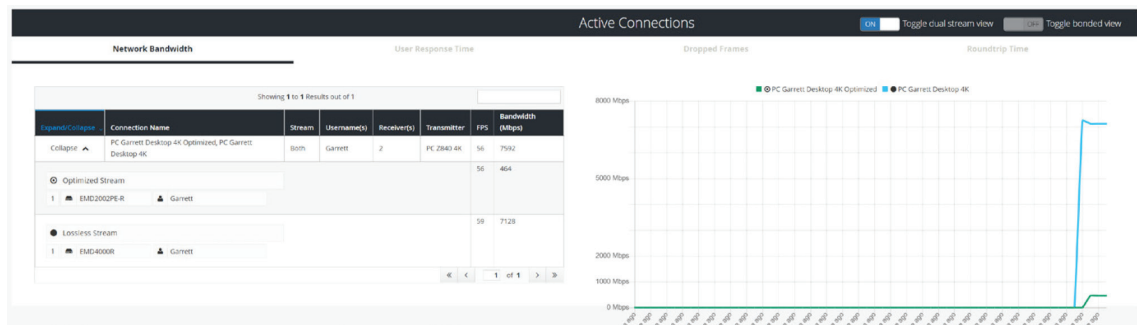 Active Connections
ON Toggle dual stream view OFF Toggle bonded view
Network Bandwidth User Response Time Dropped Frames Roundtrip Time
Showing 1 to 1 Results out of 1
Expand/Collapse Connection Name Stream Username(s) Receiver(s) Transmitter FPS Bandwidth (Mbps)
Collapse PC Garrett Desktop 4K Optimized, PC Garrett Both Garrett 2 PC Z840 4K 56 7592
Desktop 4K
Optimized Stream 56 464
1 EMD2002PE-R Garrett
Lossless Stream 59 7128
1 EMD4000R Garrett
« < 1 of 1 > »
PC Garrett Desktop 4K Optimized PC Garrett Desktop 4K
8000 Mbps
5000 Mbps
2000 Mbps
1000 Mbps
0 Mbps